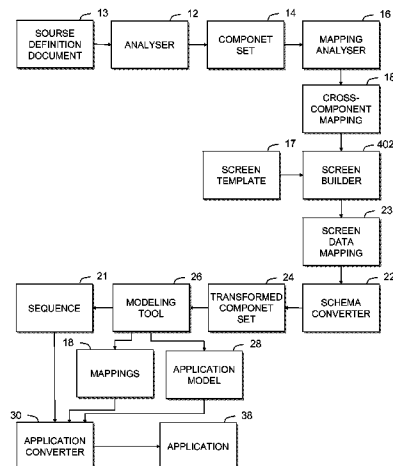 13
12
14
16
SOURSE
DEFINITION
DOCUMENT
ANALYSER
COMPONET
SET
MAPPING
ANALYSER
18
CROSS-
COMPONENT
MAPPING
17
402
SCREEN
TEMPLATE
SCREEN
BUILDER
23
SCREEN
DATA
MAPPING
21
26
24
22
SEQUENCE
MODELING
TOOL
TRANSFORMED
COMPONET
SET
SCHEMA
CONVERTER
18
28
MAPPINGS
APPLICATION
MODEL
30
38
APPLICATION
CONVERTER
APPLICATION